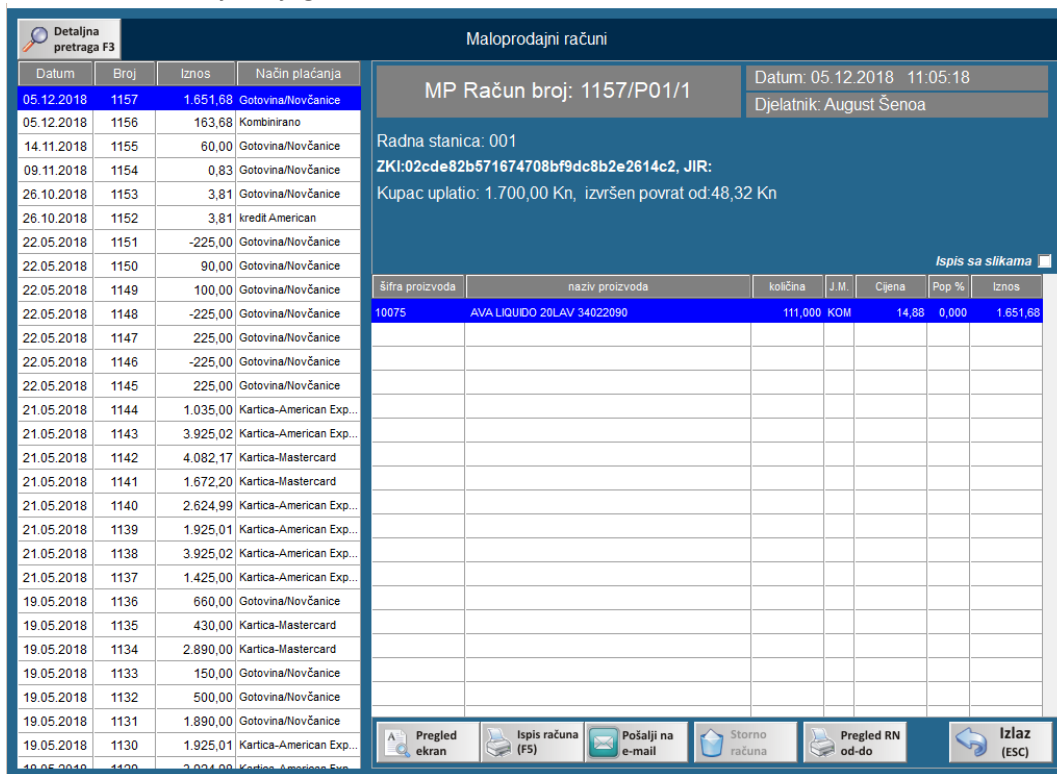 Detaljna
pretraga F3
Maloprodajni računi
Datum Broj Iznos Način plaćanja
05.12.2018 1157 1.651,68 Gotovina/Novčanice
05.12.2018 1156 163,68 Kombinirano
14.11.2018 1155 60,00 Gotovina/Novčanice
09.11.2018 1154 0,83 Gotovina/Novčanice
26.10.2018 1153 3,81 Gotovina/Novčanice
26.10.2018 1152 3,81 kredit American
22.05.2018 1151 -225,00 Gotovina/Novčanice
22.05.2018 1150 90,00 Gotovina/Novčanice
22.05.2018 1149 100,00 Gotovina/Novčanice
22.05.2018 1148 -225,00 Gotovina/Novčanice
22.05.2018 1147 225,00 Gotovina/Novčanice
22.05.2018 1146 -225,00 Gotovina/Novčanice
22.05.2018 1145 225,00 Gotovina/Novčanice
21.05.2018 1144 1.035,00 Kartica-American Exp...
21.05.2018 1143 3.925,02 Kartica-American Exp...
21.05.2018 1142 4.082,17 Kartica-Mastercard
21.05.2018 1141 1.672,20 Kartica-Mastercard
21.05.2018 1140 2.624,99 Kartica-American Exp...
21.05.2018 1139 1.925,01 Kartica-American Exp...
21.05.2018 1138 3.925,02 Kartica-American Exp...
21.05.2018 1137 1.425,00 Kartica-American Exp...
19.05.2018 1136 660,00 Gotovina/Novčanice
19.05.2018 1135 430,00 Kartica-Mastercard
19.05.2018 1134 2.890,00 Kartica-Mastercard
19.05.2018 1133 150,00 Gotovina/Novčanice
19.05.2018 1132 500,00 Gotovina/Novčanice
19.05.2018 1131 1.890,00 Gotovina/Novčanice
19.05.2018 1130 1.925,01 Kartica-American Exp...
MP Račun broj: 1157/P01/1
Datum: 05.12.2018 11:05:18
Djelatnik: August Šenoa
Radna stanica: 001
ZKI:02cde82b571674708bf9dc8b2e2614c2, JIR:
Kupac uplatio: 1.700,00 Kn, izvršen povrat od:48,32 Kn
Ispis sa slikama
šifra proizvoda naziv proizvoda količina J.M. Cijena Pop % Iznos
10075 AVA LIQUIDO 20LAV 34022090 111,000 KOM 14,88 0,000 1.651,68
Pregled
ekran
Ispis računa
(F5)
Pošalji na
e-mail
Storno
računa
Pregled RN
od-do
Izlaz
(ESC)